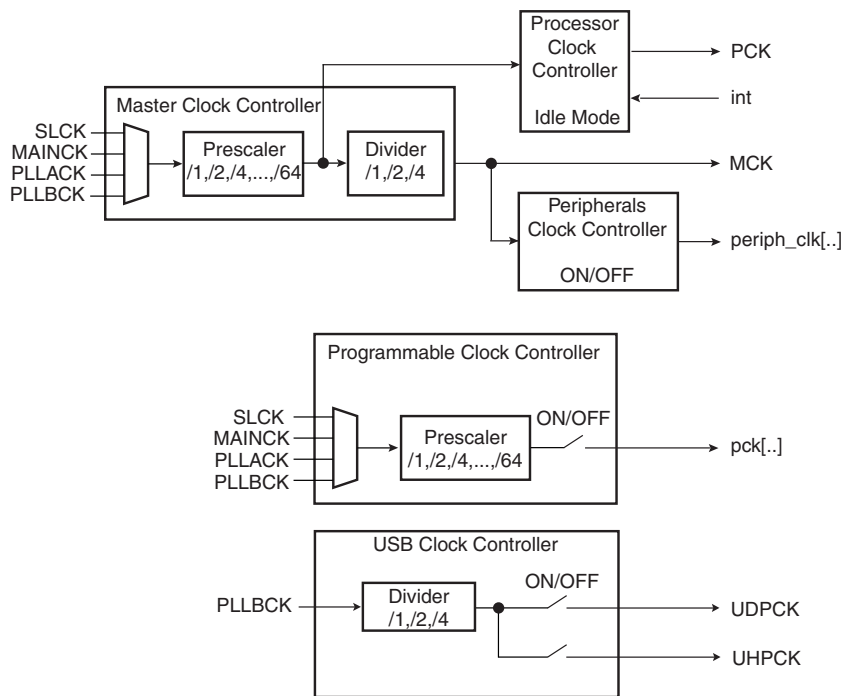 Processor
Clock
Controller
Idle Mode
PCK
int
Master Clock Controller
SLCK
MAINCK
PLLACK
PLLBCK
Prescaler
/1,/2,/4,...,/64
Divider
/1,/2,/4
MCK
Peripherals
Clock Controller
ON/OFF
periph_clk[..]
Programmable Clock Controller
SLCK
MAINCK
PLLACK
PLLBCK
Prescaler
/1,/2,/4,...,/64
ON/OFF
pck[..]
USB Clock Controller
PLLBCK
Divider
/1,/2,/4
ON/OFF
UDPCK
UHPCK